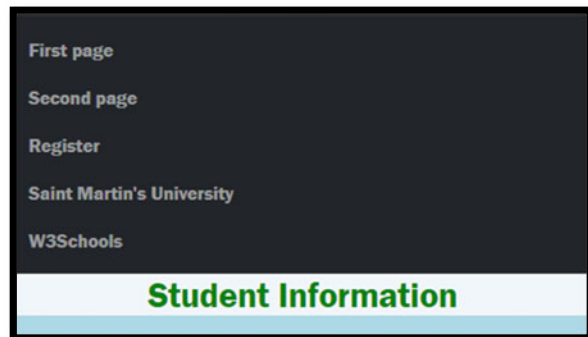 First page
Second page
Register
Saint Martin's University
W3Schools
Student Information